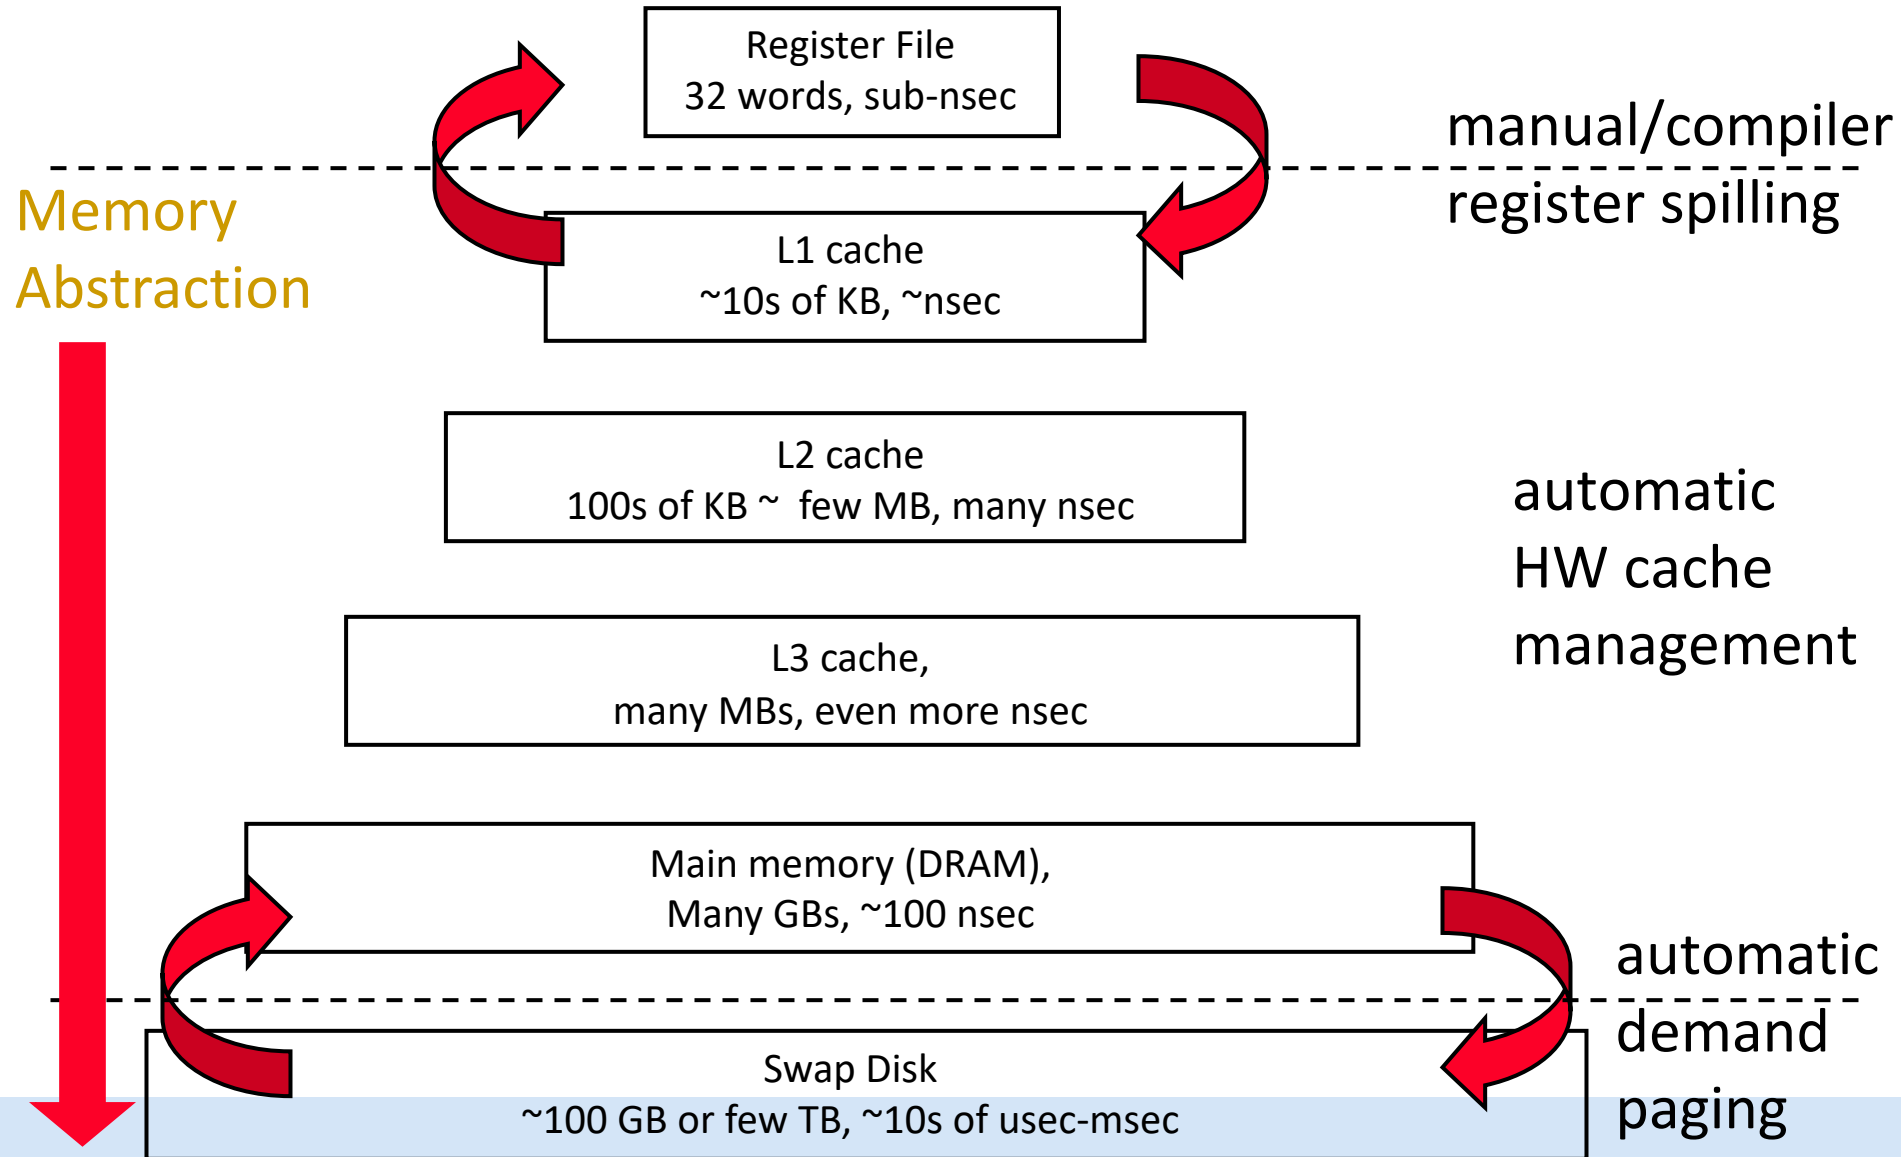 Register File
32 words, sub-nsec
manual/compiler
register spilling
Memory
Abstraction
L1 cache
~10s of KB, ~nsec
L2 cache
100s of KB ~ few MB, many nsec
automatic
HW cache
management
L3 cache,
many MBs, even more nsec
Main memory (DRAM),
Many GBs, ~100 nsec
automatic
demand
paging
Swap Disk
~100 GB or few TB, ~10s of usec-msec